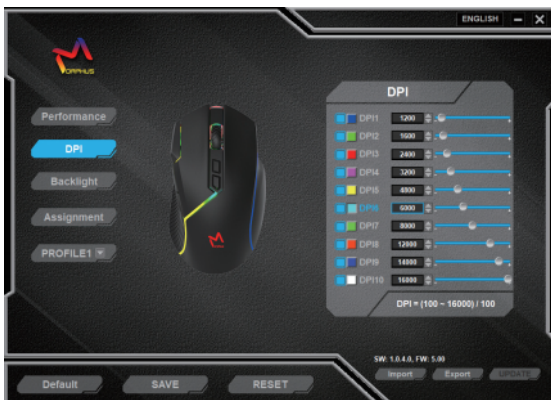 ENGLISH
ORPHUS
Performance
DPI
Backlight
Assignment
PROFILE1
DPI
DPI1 1200
DPI2 1600
DPI3 2400
DPI4 3200
DPI5 4800
DPI6 6000
DPI7 8000
DPI8 12000
DPI9 14000
DPI10 16000
DPI = (100 ~ 16000) / 100
SW: 1.0.4.0, FW: 5.00
Import Export UPDATE
Default SAVE RESET